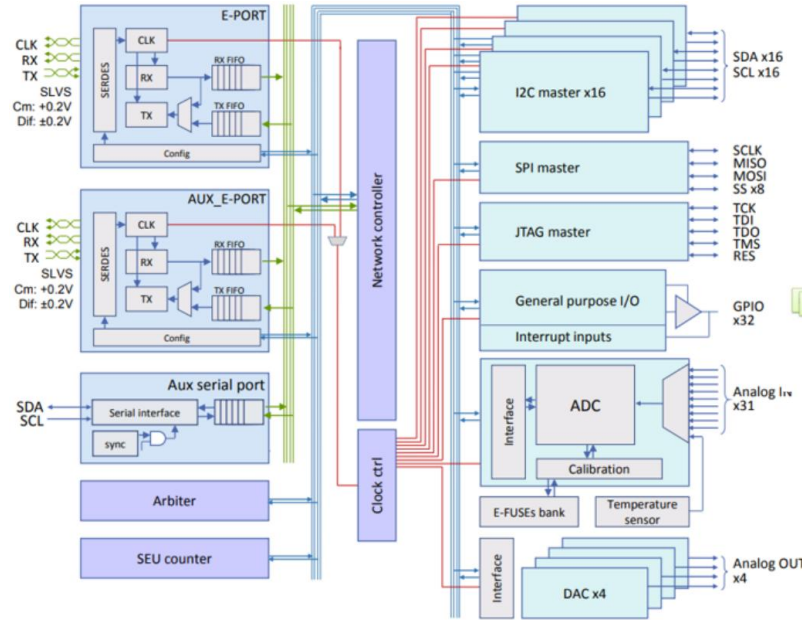 E-PORT
CLK
RX
TX
SLVS
Cm: +0.2V
Dif: ±0.2V
SERDES
CLK
RX
TX
RX FIFO
TX FIFO
Config
AUX_E-PORT
CLK
RX
TX
SLVS
Cm: +0.2V
Dif: ±0.2V
SERDES
CLK
RX
TX
RX FIFO
TX FIFO
Config
Aux serial port
SDA
SCL
Serial interface
sync
Arbiter
SEU counter
Network controller
Clock ctrl
I2C master x16
SDA x16
SCL x16
SPI master
SCLK
MISO
MOSI
SS x8
JTAG master
TCK
TDI
TDO
TMS
RES
General purpose I/O
Interrupt inputs
GPIO
x32
Interface
ADC
Calibration
Analog IN
x31
E-FUSEs bank
Temperature
sensor
Interface
DAC x4
Analog OUT
x4